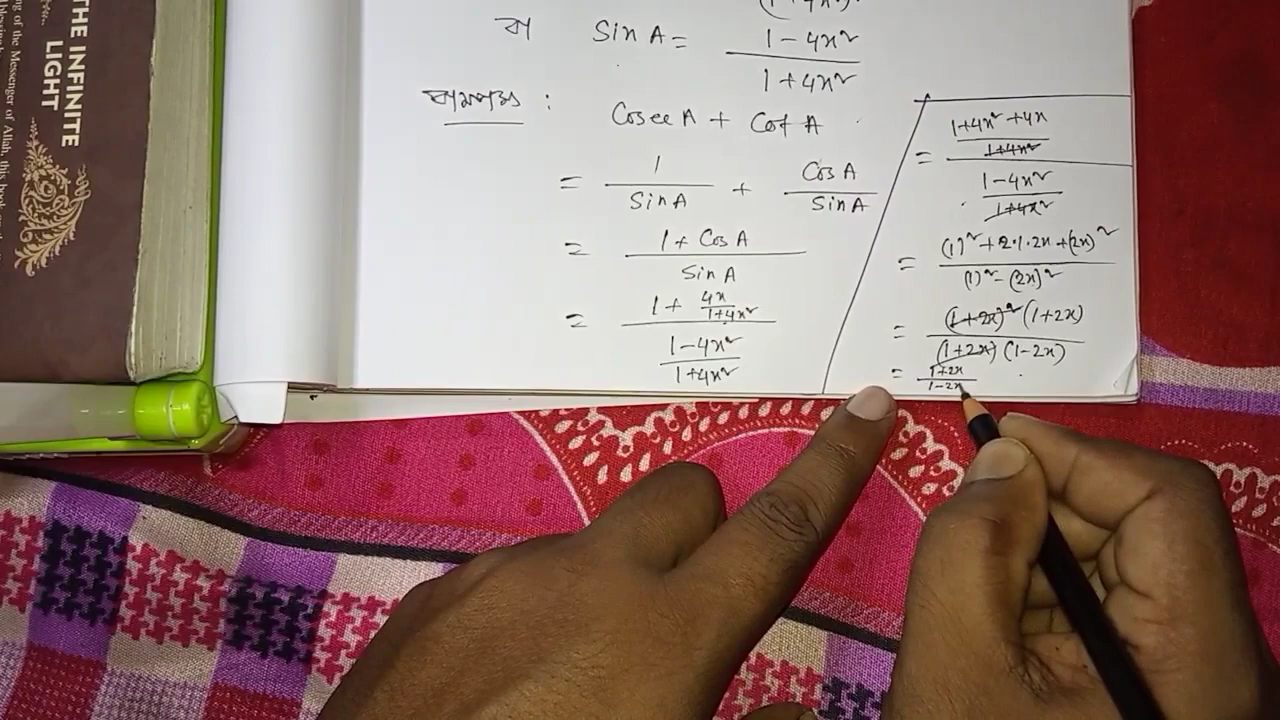 THE INFINITE
LIGHT
বা Sin A = 1 - 4x² / 1 + 4x²
বামপক্ষ :
Cosec A + Cot A
= 1 / Sin A + Cos A / Sin A
= 1 + Cos A / Sin A
= 1 + 4x/1+4x² / 1-4x²/1+4x²
= 1+4x²+4x/1+4x² / 1-4x²/1+4x²
= (1)² + 2·1·2x + (2x)² / (1)² - (2x)²
= (1+2x)² (1+2x) / (1+2x) (1-2x)
= 1+2x / 1-2x